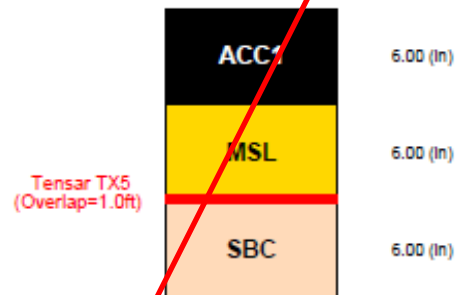 ACC1
6.00 (in)
MSL
6.00 (in)
Tensar TX5
(Overlap=1.0ft)
SBC
6.00 (in)